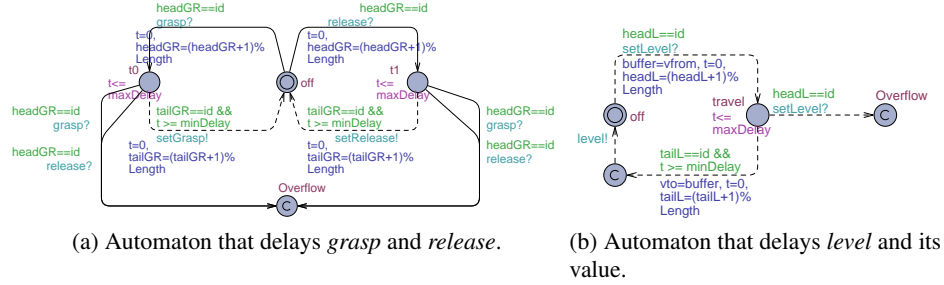 headGR==id
grasp?
t=0,
headGR=(headGR+1)%
Length
t0
t<=
maxDelay
headGR==id
release?
t=0,
headGR=(headGR+1)%
Length
off
t1
t<=
maxDelay
headGR==id
grasp?
headGR==id
release?
tailGR==id &&
t >= minDelay
setGrasp!
t=0,
tailGR=(tailGR+1)%
Length
tailGR==id &&
t >= minDelay
setRelease!
t=0,
tailGR=(tailGR+1)%
Length
headGR==id
grasp?
headGR==id
release?
Overflow
C
(a) Automaton that delays grasp and release.
headL==id
setLevel?
buffer=vfrom, t=0,
headL=(headL+1)%
Length
off
travel
t<=
maxDelay
headL==id
setLevel?
Overflow
C
level!
C
tailL==id &&
t >= minDelay
vto=buffer, t=0,
tailL=(tailL+1)%
Length
(b) Automaton that delays level and its
value.